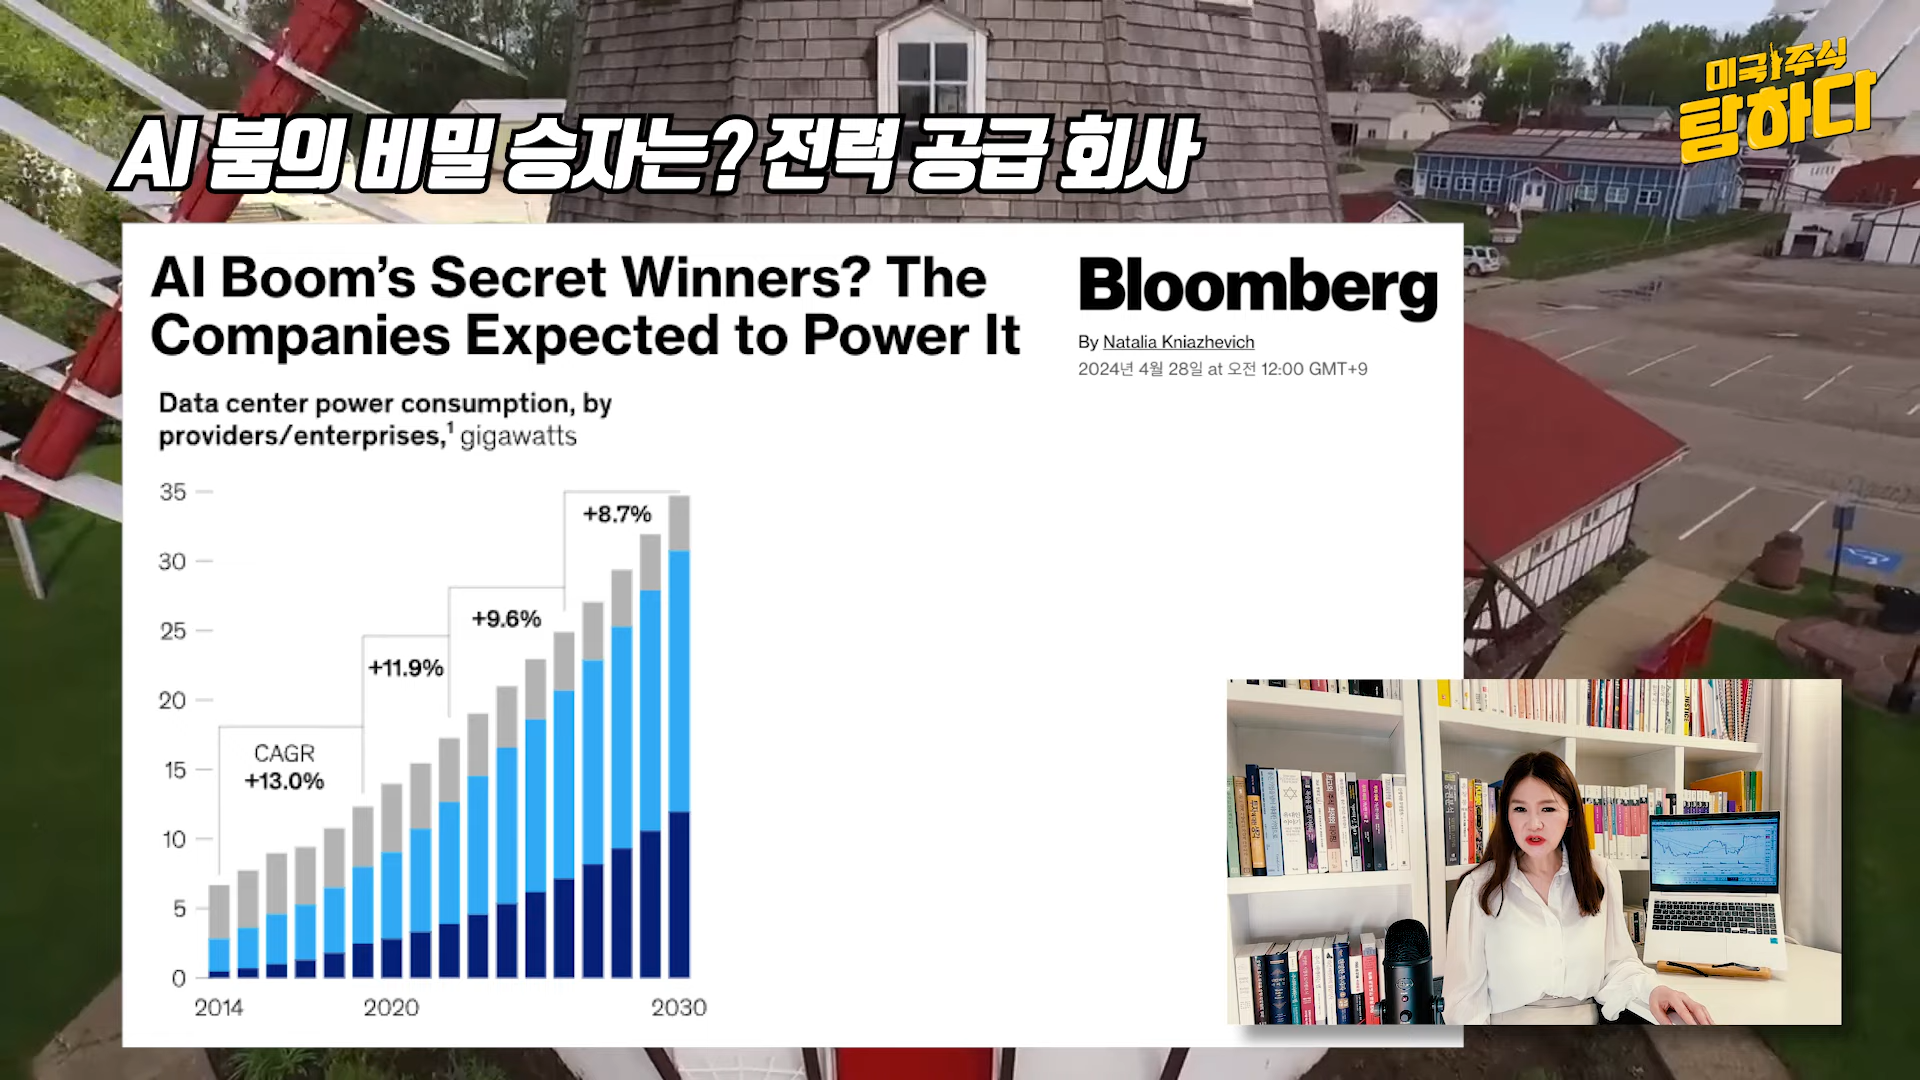 미국 주식
탐하다
AI 붐의 비밀 승자는? 전력 공급 회사
AI Boom's Secret Winners? The
Companies Expected to Power It
Bloomberg
By Natalia Kniazhevich
2024년 4월 28일 at 오전 12:00 GMT+9
Data center power consumption, by
providers/enterprises,¹ gigawatts
35
30
25
20
15
10
5
0
+8.7%
+9.6%
+11.9%
CAGR
+13.0%
2014
2020
2030
JUSTICE